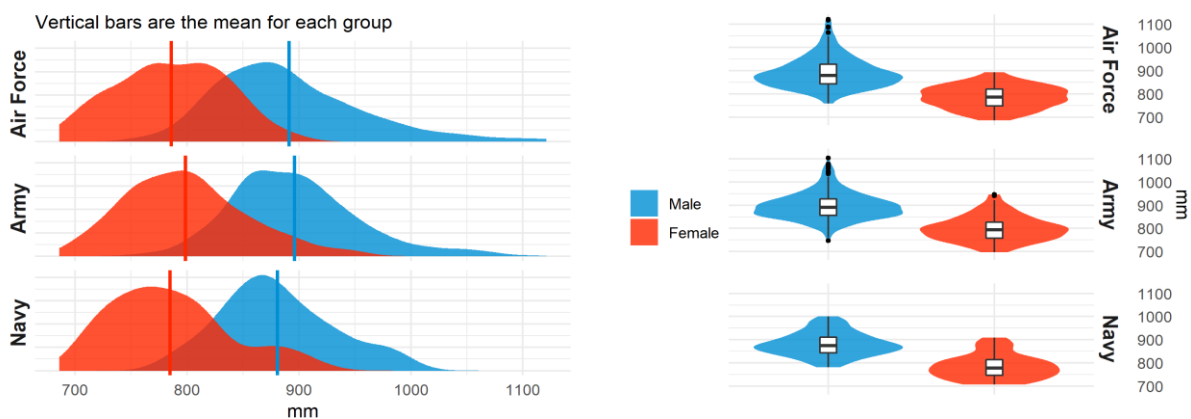 Vertical bars are the mean for each group
Air Force
Army
Navy
700 800 900 1000 1100
mm
Male
Female
Air Force
1100
1000
900
800
700
Army
1100
1000
900
800
700
mm
Navy
1100
1000
900
800
700